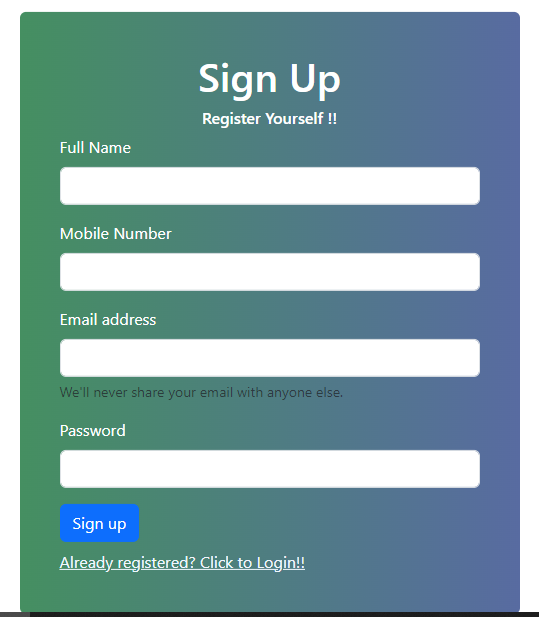 Sign Up
Register Yourself !!
Full Name
Mobile Number
Email address
We'll never share your email with anyone else.
Password
Sign up
Already registered? Click to Login!!